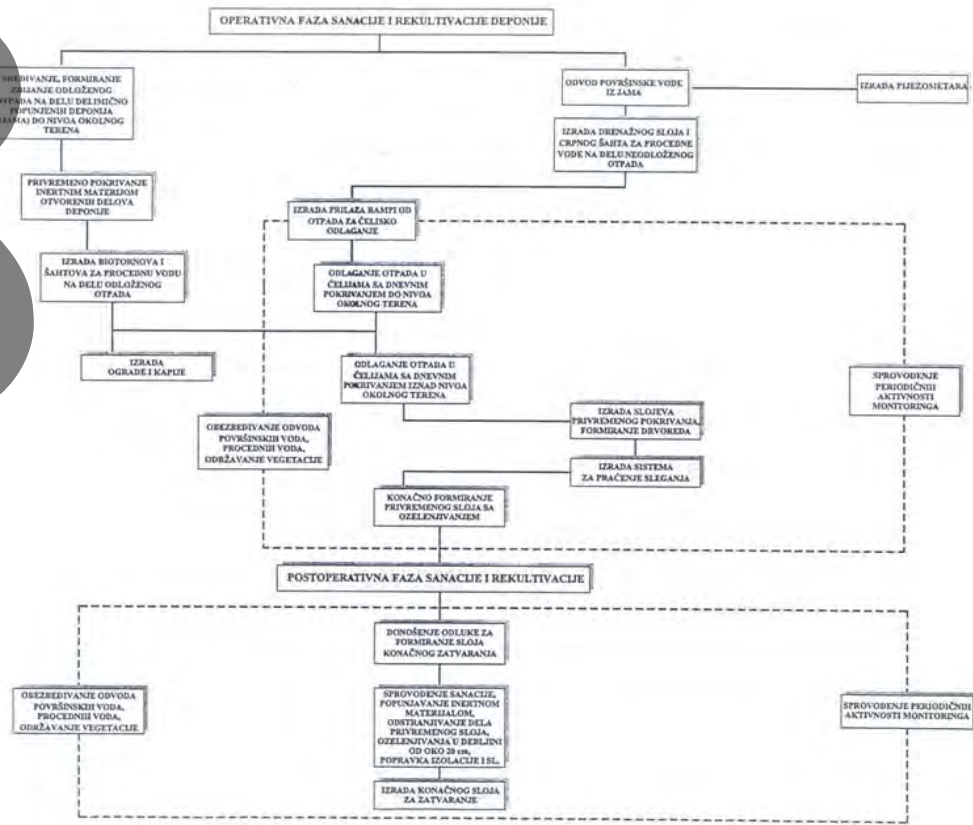 OPERATIVNA FAZA SANACIJE I REKULTIVACIJE DEPONIJE
SREĐIVANJE, FORMIRANJE
ZBIJANJE ODLOŽENOG
OTPADA NA DELU DELIMIČNO
POPUNJENIH DEPONIJA
(JAMA) DO NIVOA OKOLNOG
TERENA
ODVOD POVRŠINSKE VODE
IZ JAMA
IZRADA PIJEZOMETARA
IZRADA DRENAŽNOG SLOJA I
CRPNOG ŠAHTA ZA PROCEDNE
VODE NA DELU NEODLOŽENOG
OTPADA
PRIVREMENO POKRIVANJE
INERTNIM MATERIJOM
OTVORENIH DELOVA
DEPONIJE
IZRADA PRILAZA RAMPI OD
OTPADA ZA ČELISKO
ODLAGANJE
IZRADA BIOTORNOVA I
ŠAHTOVA ZA PROCEDNU VODU
NA DELU ODLOŽENOG
OTPADA
ODLAGANJE OTPADA U
ĆELIJAMA SA DNEVNIM
POKRIVANJEM DO NIVOA
OKOLNOG TERENA
IZRADA
OGRADE I KAPIJE
ODLAGANJE OTPADA U
ĆELIJAMA SA DNEVNIM
POKRIVANJEM IZNAD NIVOA
OKOLNOG TERENA
SPROVOĐENJE
PERIODIČNIH
AKTIVNOSTI
MONITORINGA
OBEZBEĐIVANJE ODVODA
POVRŠINSKIH VODA,
PROCEDNIH VODA,
ODRŽAVANJE VEGETACIJE
IZRADA SLOJEVA
PRIVREMENOG POKRIVANJA,
FORMIRANJE DRVOREDA
IZRADA SISTEMA
ZA PRAĆENJE SLEGANJA
KONAČNO FORMIRANJE
PRIVREMENOG SLOJA SA
OZELENJIVANJEM
POSTOPERATIVNA FAZA SANACIJE I REKULTIVACIJE
DONOŠENJE ODLUKE ZA
FORMIRANJE SLOJA
KONAČNOG ZATVARANJA
OBEZBEĐIVANJE ODVODA
POVRŠINSKIH VODA,
PROCEDNIH VODA,
ODRŽAVANJE VEGETACIJE
SPROVOĐENJE SANACIJE,
POPUNJAVANJE INERTNOM
MATERIJALOM,
ODSTRANJIVANJE DELA
PRIVREMENOG SLOJA,
OZELENJIVANJA U DEBLJINI
OD OKO 20 cm,
POPRAVKA IZOLACIJE I SL.
SPROVOĐENJE PERIODIČNIH
AKTIVNOSTI MONITORINGA
IZRADA KONAČNOG SLOJA
ZA ZATVARANJE